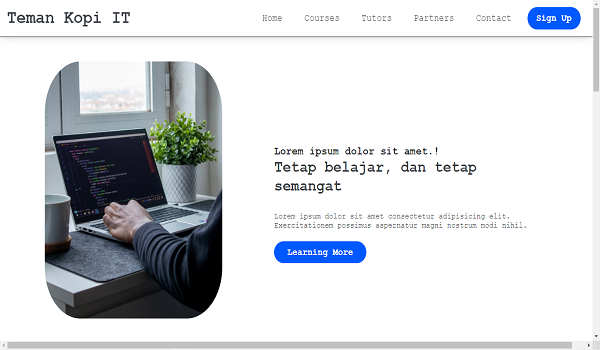 Teman Kopi IT
Home Courses Tutors Partners Contact Sign Up
Lorem ipsum dolor sit amet.!
Tetap belajar, dan tetap
semangat
Lorem ipsum dolor sit amet consectetur adipisicing elit.
Exercitationem possimus aspernatur magni nostrum modi nihil.
Learning More